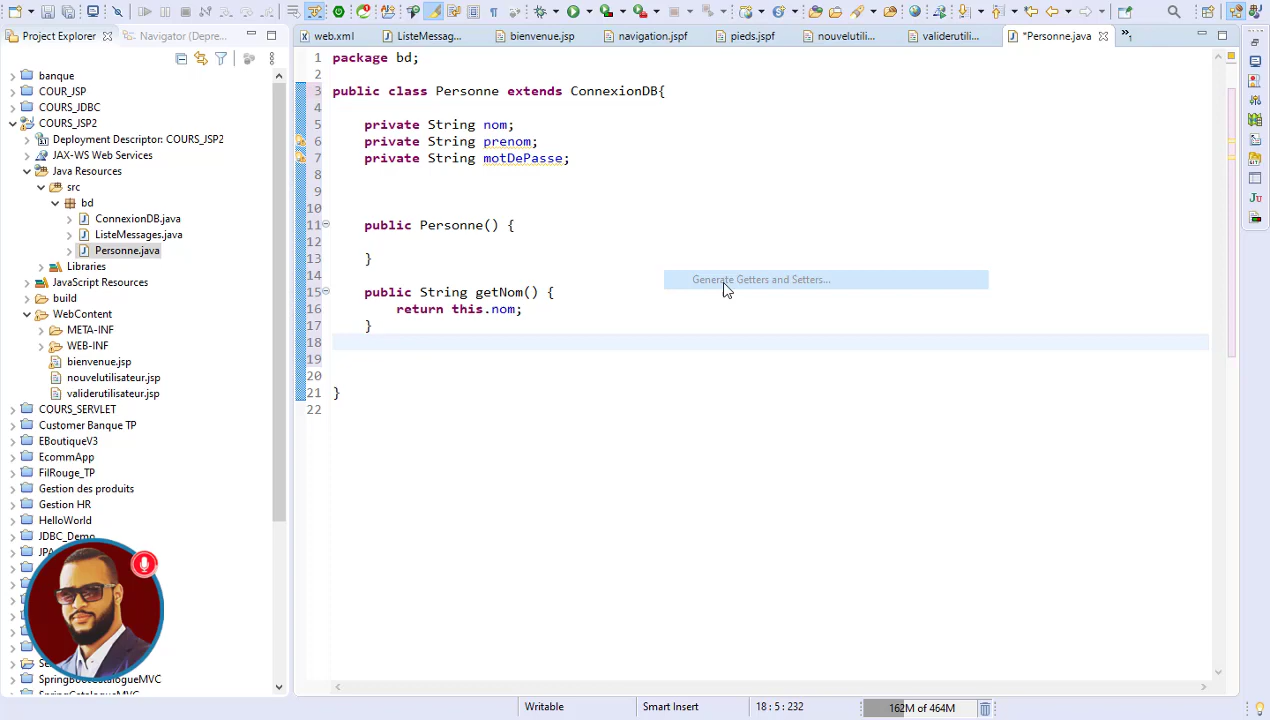 Project Explorer
Navigator (Depre...
web.xml
ListeMessag...
bienvenue.jsp
navigation.jspf
pieds.jspf
nouvelutili...
validerutili...
*Personne.java
»1
banque
COUR_JSP
COURS_JDBC
COURS_JSP2
Deployment Descriptor: COURS_JSP2
JAX-WS Web Services
Java Resources
src
bd
ConnexionDB.java
ListeMessages.java
Personne.java
Libraries
JavaScript Resources
build
WebContent
META-INF
WEB-INF
bienvenue.jsp
nouvelutilisateur.jsp
validerutilisateur.jsp
COURS_SERVLET
Customer Banque TP
EBoutiqueV3
EcommApp
FilRouge_TP
Gestion des produits
Gestion HR
HelloWorld
JDBC_Demo
SpringBootCatalogueMVC
SpringCatalogueMVC
1 package bd;
2
3 public class Personne extends ConnexionDB{
4
5 private String nom;
6 private String prenom;
7 private String motDePasse;
8
9
10
11 public Personne() {
12
13 }
14
Generate Getters and Setters...
15 public String getNom() {
16 return this.nom;
17 }
18
19
20
21 }
22
Writable
Smart Insert
18 : 5 : 232
162M of 464M